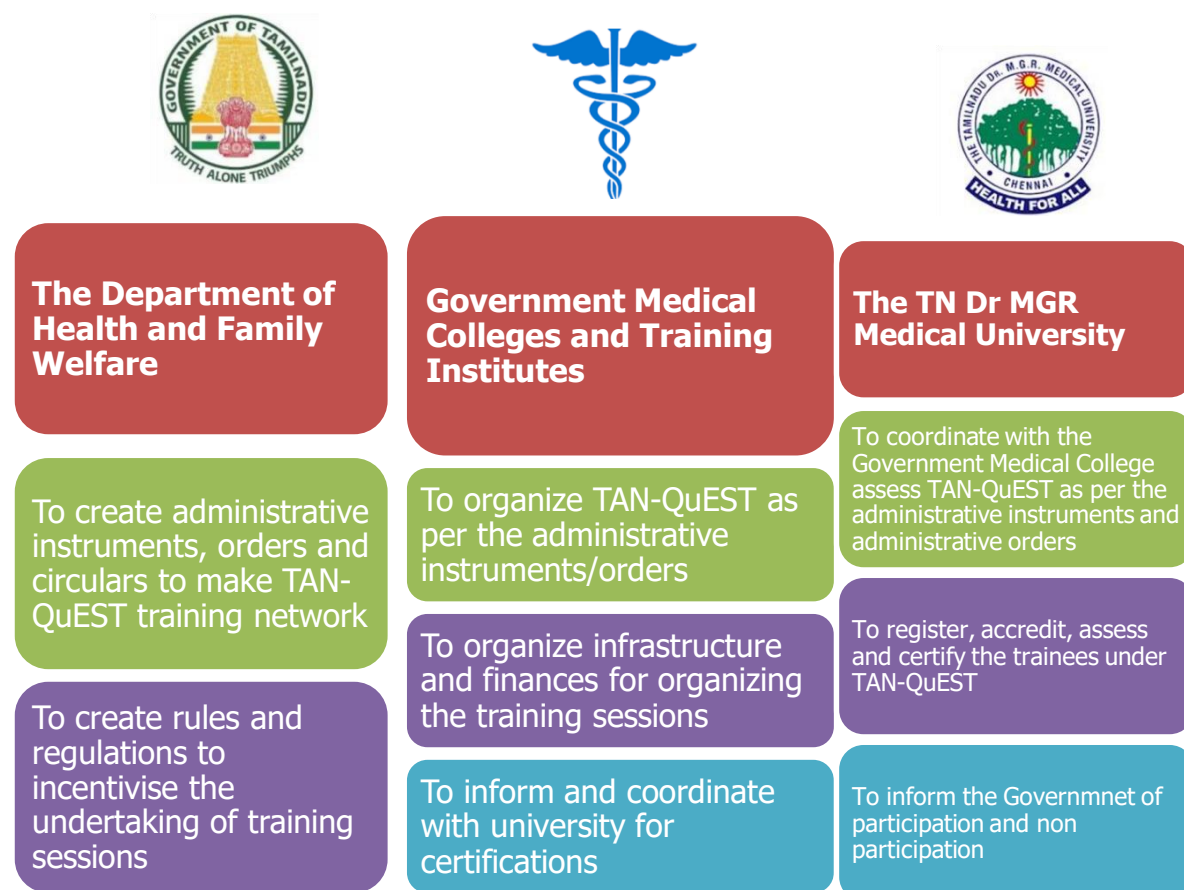 GOVERNMENT OF TAMILNADU
TRUTH ALONE TRIUMPHS
THE TAMILNADU Dr. M.G.R. MEDICAL UNIVERSITY
CHENNAI
HEALTH FOR ALL
The Department of
Health and Family
Welfare
To create administrative
instruments, orders and
circulars to make TAN-
QuEST training network
To create rules and
regulations to
incentivise the
undertaking of training
sessions
Government Medical
Colleges and Training
Institutes
To organize TAN-QuEST as
per the administrative
instruments/orders
To organize infrastructure
and finances for organizing
the training sessions
To inform and coordinate
with university for
certifications
The TN Dr MGR
Medical University
To coordinate with the
Government Medical College
assess TAN-QuEST as per the
administrative instruments and
administrative orders
To register, accredit, assess
and certify the trainees under
TAN-QuEST
To inform the Governmnet of
participation and non
participation